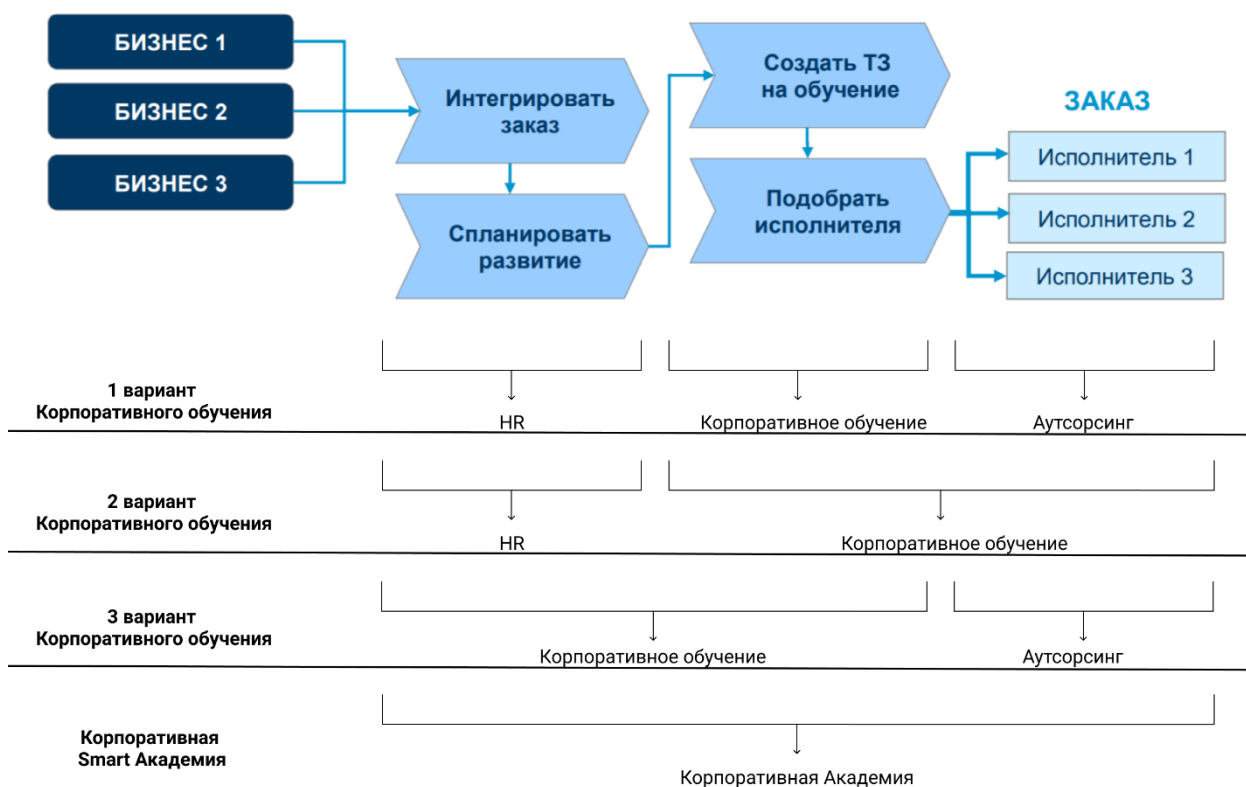 БИЗНЕС 1
БИЗНЕС 2
БИЗНЕС 3
Интегрировать
заказ
Спланировать
развитие
Создать ТЗ
на обучение
Подобрать
исполнителя
ЗАКАЗ
Исполнитель 1
Исполнитель 2
Исполнитель 3
1 вариант
Корпоративного обучения
HR
Корпоративное обучение
Аутсорсинг
2 вариант
Корпоративного обучения
HR
Корпоративное обучение
3 вариант
Корпоративного обучения
Корпоративное обучение
Аутсорсинг
Корпоративная
Smart Академия
Корпоративная Академия